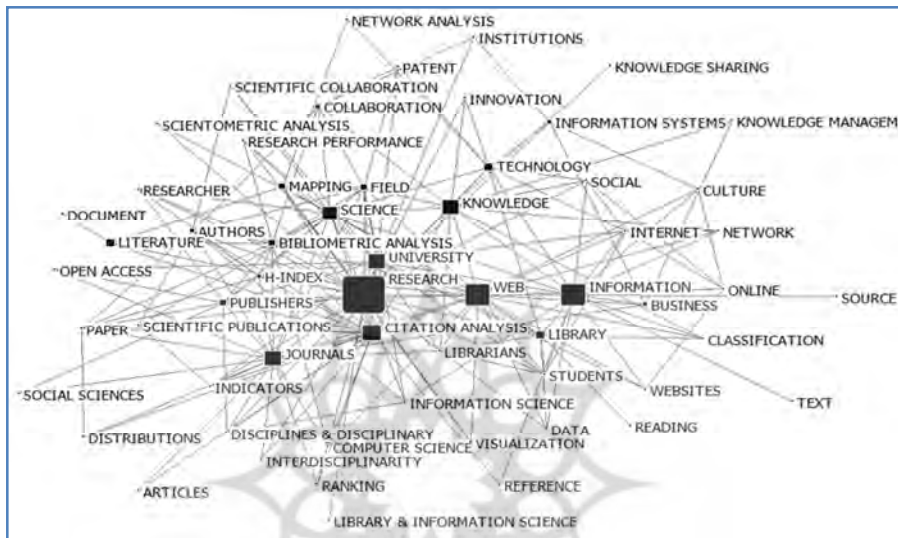 NETWORK ANALYSIS
INSTITUTIONS
PATENT
KNOWLEDGE SHARING
SCIENTIFIC COLLABORATION
COLLABORATION
INNOVATION
SCIENTOMETRIC ANALYSIS
INFORMATION SYSTEMS
KNOWLEDGE MANAGEM
RESEARCH PERFORMANCE
TECHNOLOGY
RESEARCHER
MAPPING
FIELD
SOCIAL
CULTURE
DOCUMENT
SCIENCE
KNOWLEDGE
AUTHORS
INTERNET
NETWORK
LITERATURE
BIBLIOMETRIC ANALYSIS
UNIVERSITY
OPEN ACCESS
H-INDEX
RESEARCH
WEB
INFORMATION
ONLINE
SOURCE
PUBLISHERS
BUSINESS
PAPER
SCIENTIFIC PUBLICATIONS
CITATION ANALYSIS
LIBRARY
CLASSIFICATION
JOURNALS
LIBRARIANS
STUDENTS
SOCIAL SCIENCES
INDICATORS
WEBSITES
INFORMATION SCIENCE
TEXT
DISTRIBUTIONS
DISCIPLINES & DISCIPLINARY
DATA
READING
COMPUTER SCIENCE
VISUALIZATION
INTERDISCIPLINARITY
ARTICLES
RANKING
REFERENCE
LIBRARY & INFORMATION SCIENCE